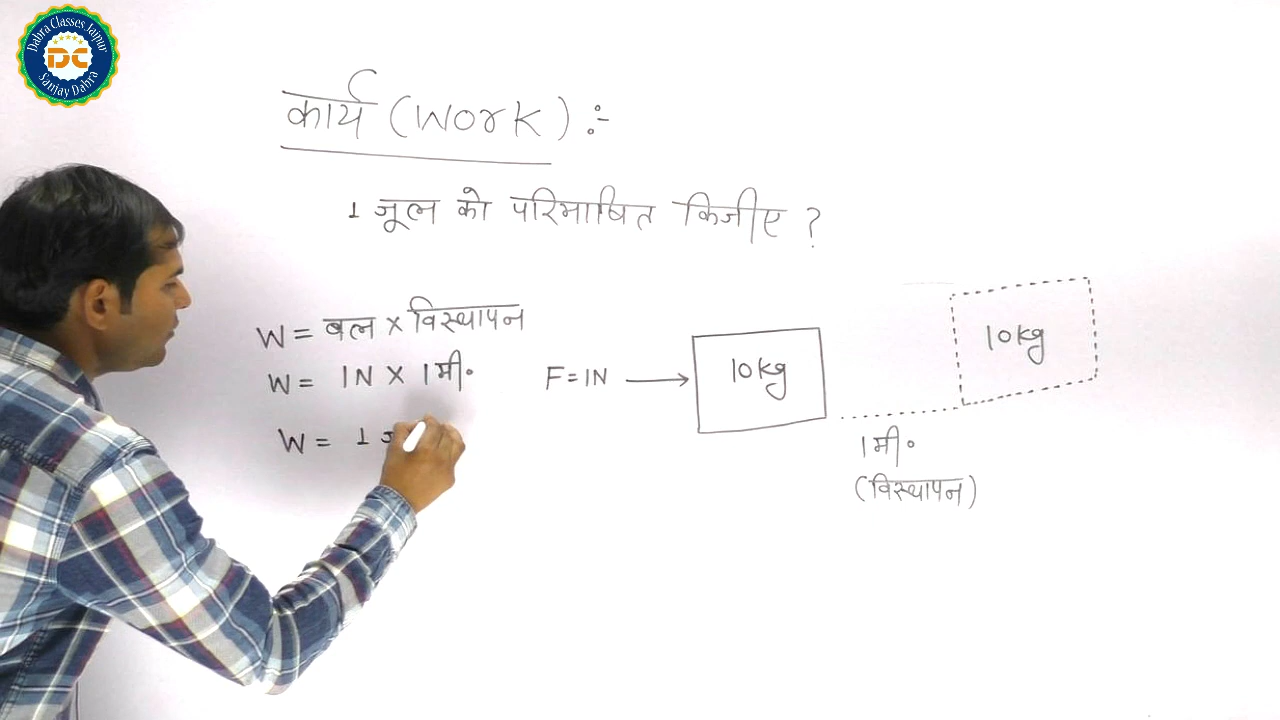 Dabra Classes Jaipur
DC
Sanjay Dabra
कार्य (Work) :-
1 जूल को परिभाषित किजीए ?
W = बल × विस्थापन
W = 1N × 1मी.
F = 1N
10kg
10kg
W = 1
1मी.
(विस्थापन)